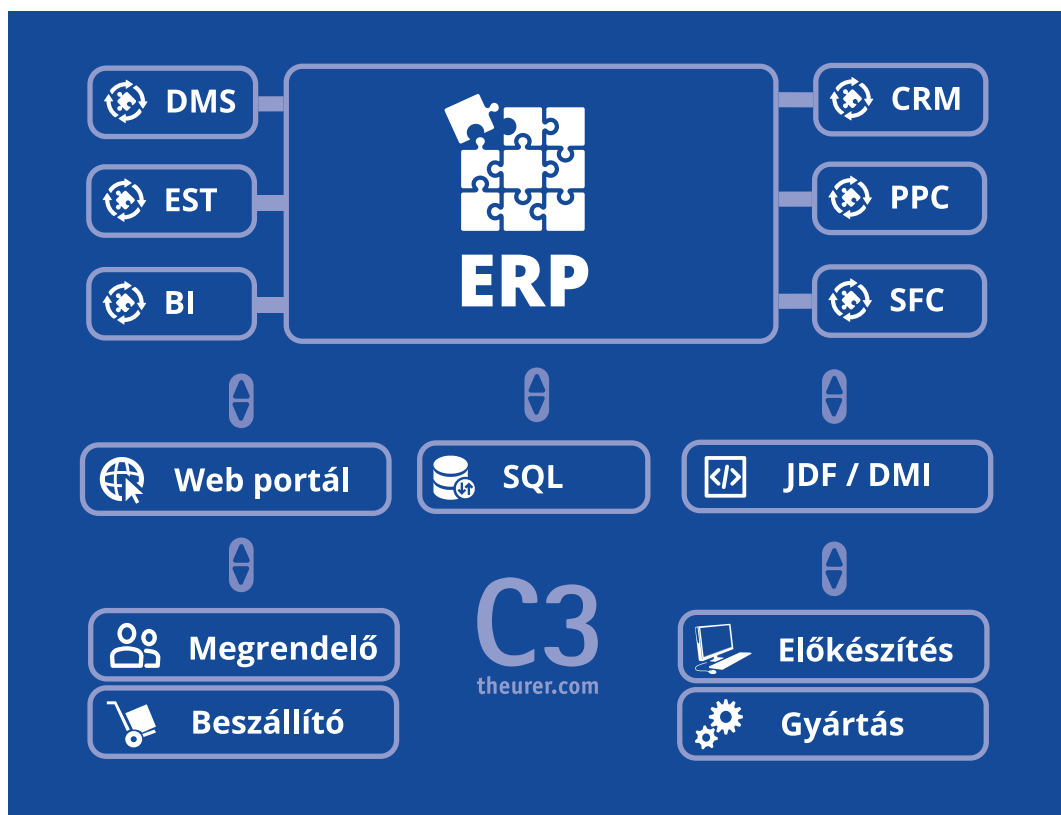 DMS
CRM
EST
PPC
ERP
BI
SFC
Web portál
SQL
JDF / DMI
C3
theurer.com
Megrendelő
Előkészítés
Beszállító
Gyártás